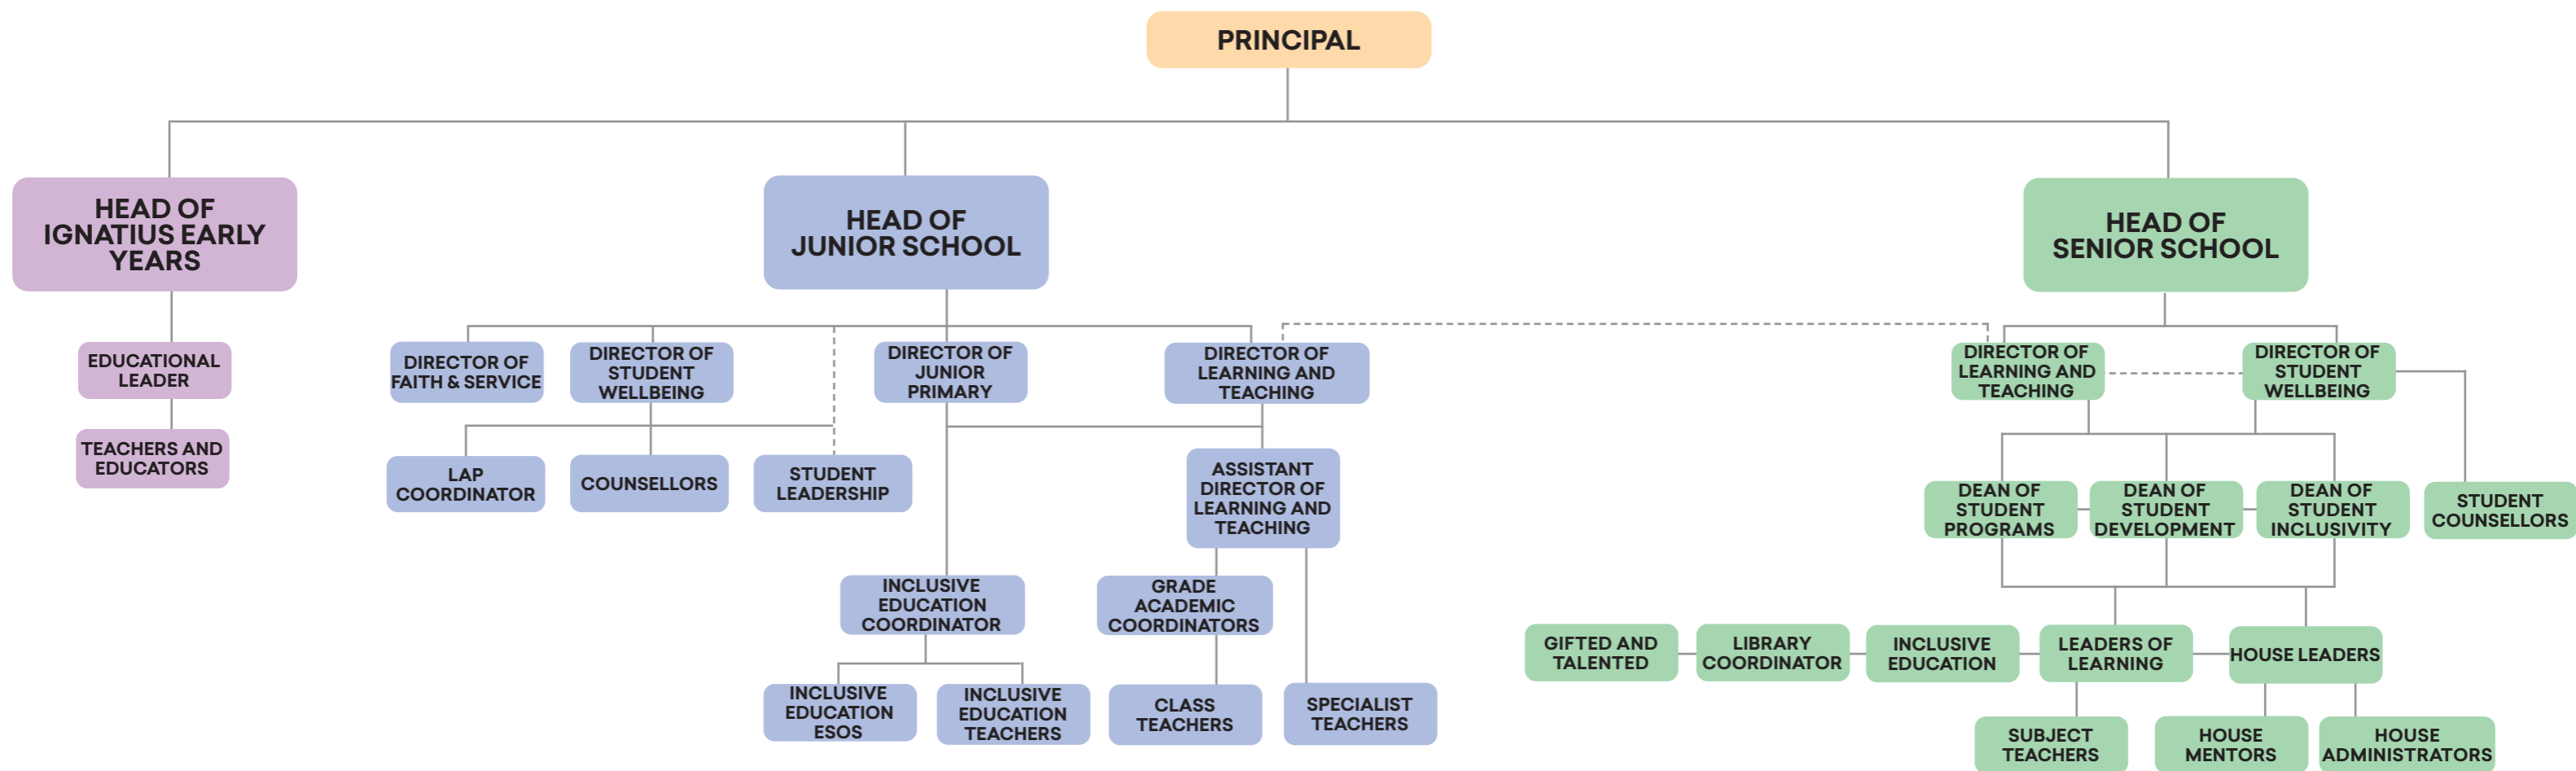 PRINCIPAL
HEAD OF
IGNATIUS EARLY
YEARS
HEAD OF
JUNIOR SCHOOL
HEAD OF
SENIOR SCHOOL
EDUCATIONAL
LEADER
TEACHERS AND
EDUCATORS
DIRECTOR OF
FAITH & SERVICE
DIRECTOR OF
STUDENT
WELLBEING
DIRECTOR OF
JUNIOR
PRIMARY
DIRECTOR OF
LEARNING AND
TEACHING
LAP
COORDINATOR
COUNSELLORS
STUDENT
LEADERSHIP
ASSISTANT
DIRECTOR OF
LEARNING AND
TEACHING
INCLUSIVE
EDUCATION
COORDINATOR
GRADE
ACADEMIC
COORDINATORS
INCLUSIVE
EDUCATION
ESOS
INCLUSIVE
EDUCATION
TEACHERS
CLASS
TEACHERS
SPECIALIST
TEACHERS
DIRECTOR OF
LEARNING AND
TEACHING
DIRECTOR OF
STUDENT
WELLBEING
DEAN OF
STUDENT
PROGRAMS
DEAN OF
STUDENT
DEVELOPMENT
DEAN OF
STUDENT
INCLUSIVITY
STUDENT
COUNSELLORS
GIFTED AND
TALENTED
LIBRARY
COORDINATOR
INCLUSIVE
EDUCATION
LEADERS OF
LEARNING
HOUSE LEADERS
SUBJECT
TEACHERS
HOUSE
MENTORS
HOUSE
ADMINISTRATORS